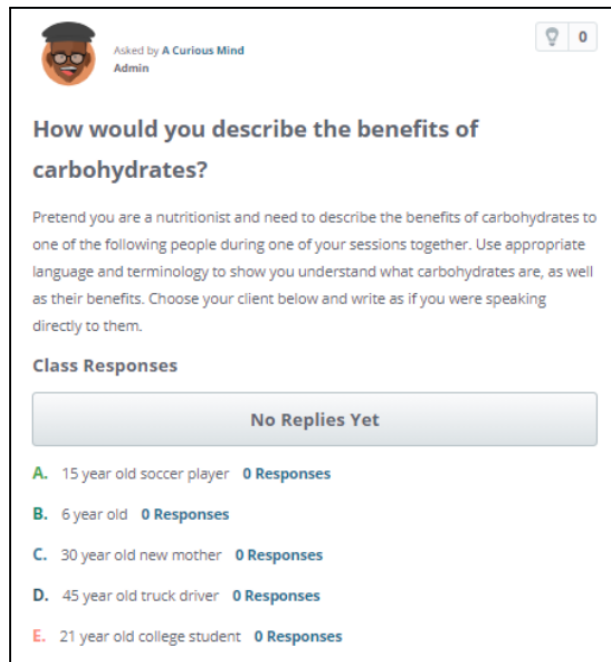 Asked by A Curious Mind
Admin
0
How would you describe the benefits of
carbohydrates?
Pretend you are a nutritionist and need to describe the benefits of carbohydrates to
one of the following people during one of your sessions together. Use appropriate
language and terminology to show you understand what carbohydrates are, as well
as their benefits. Choose your client below and write as if you were speaking
directly to them.
Class Responses
No Replies Yet
A. 15 year old soccer player 0 Responses
B. 6 year old 0 Responses
C. 30 year old new mother 0 Responses
D. 45 year old truck driver 0 Responses
E. 21 year old college student 0 Responses